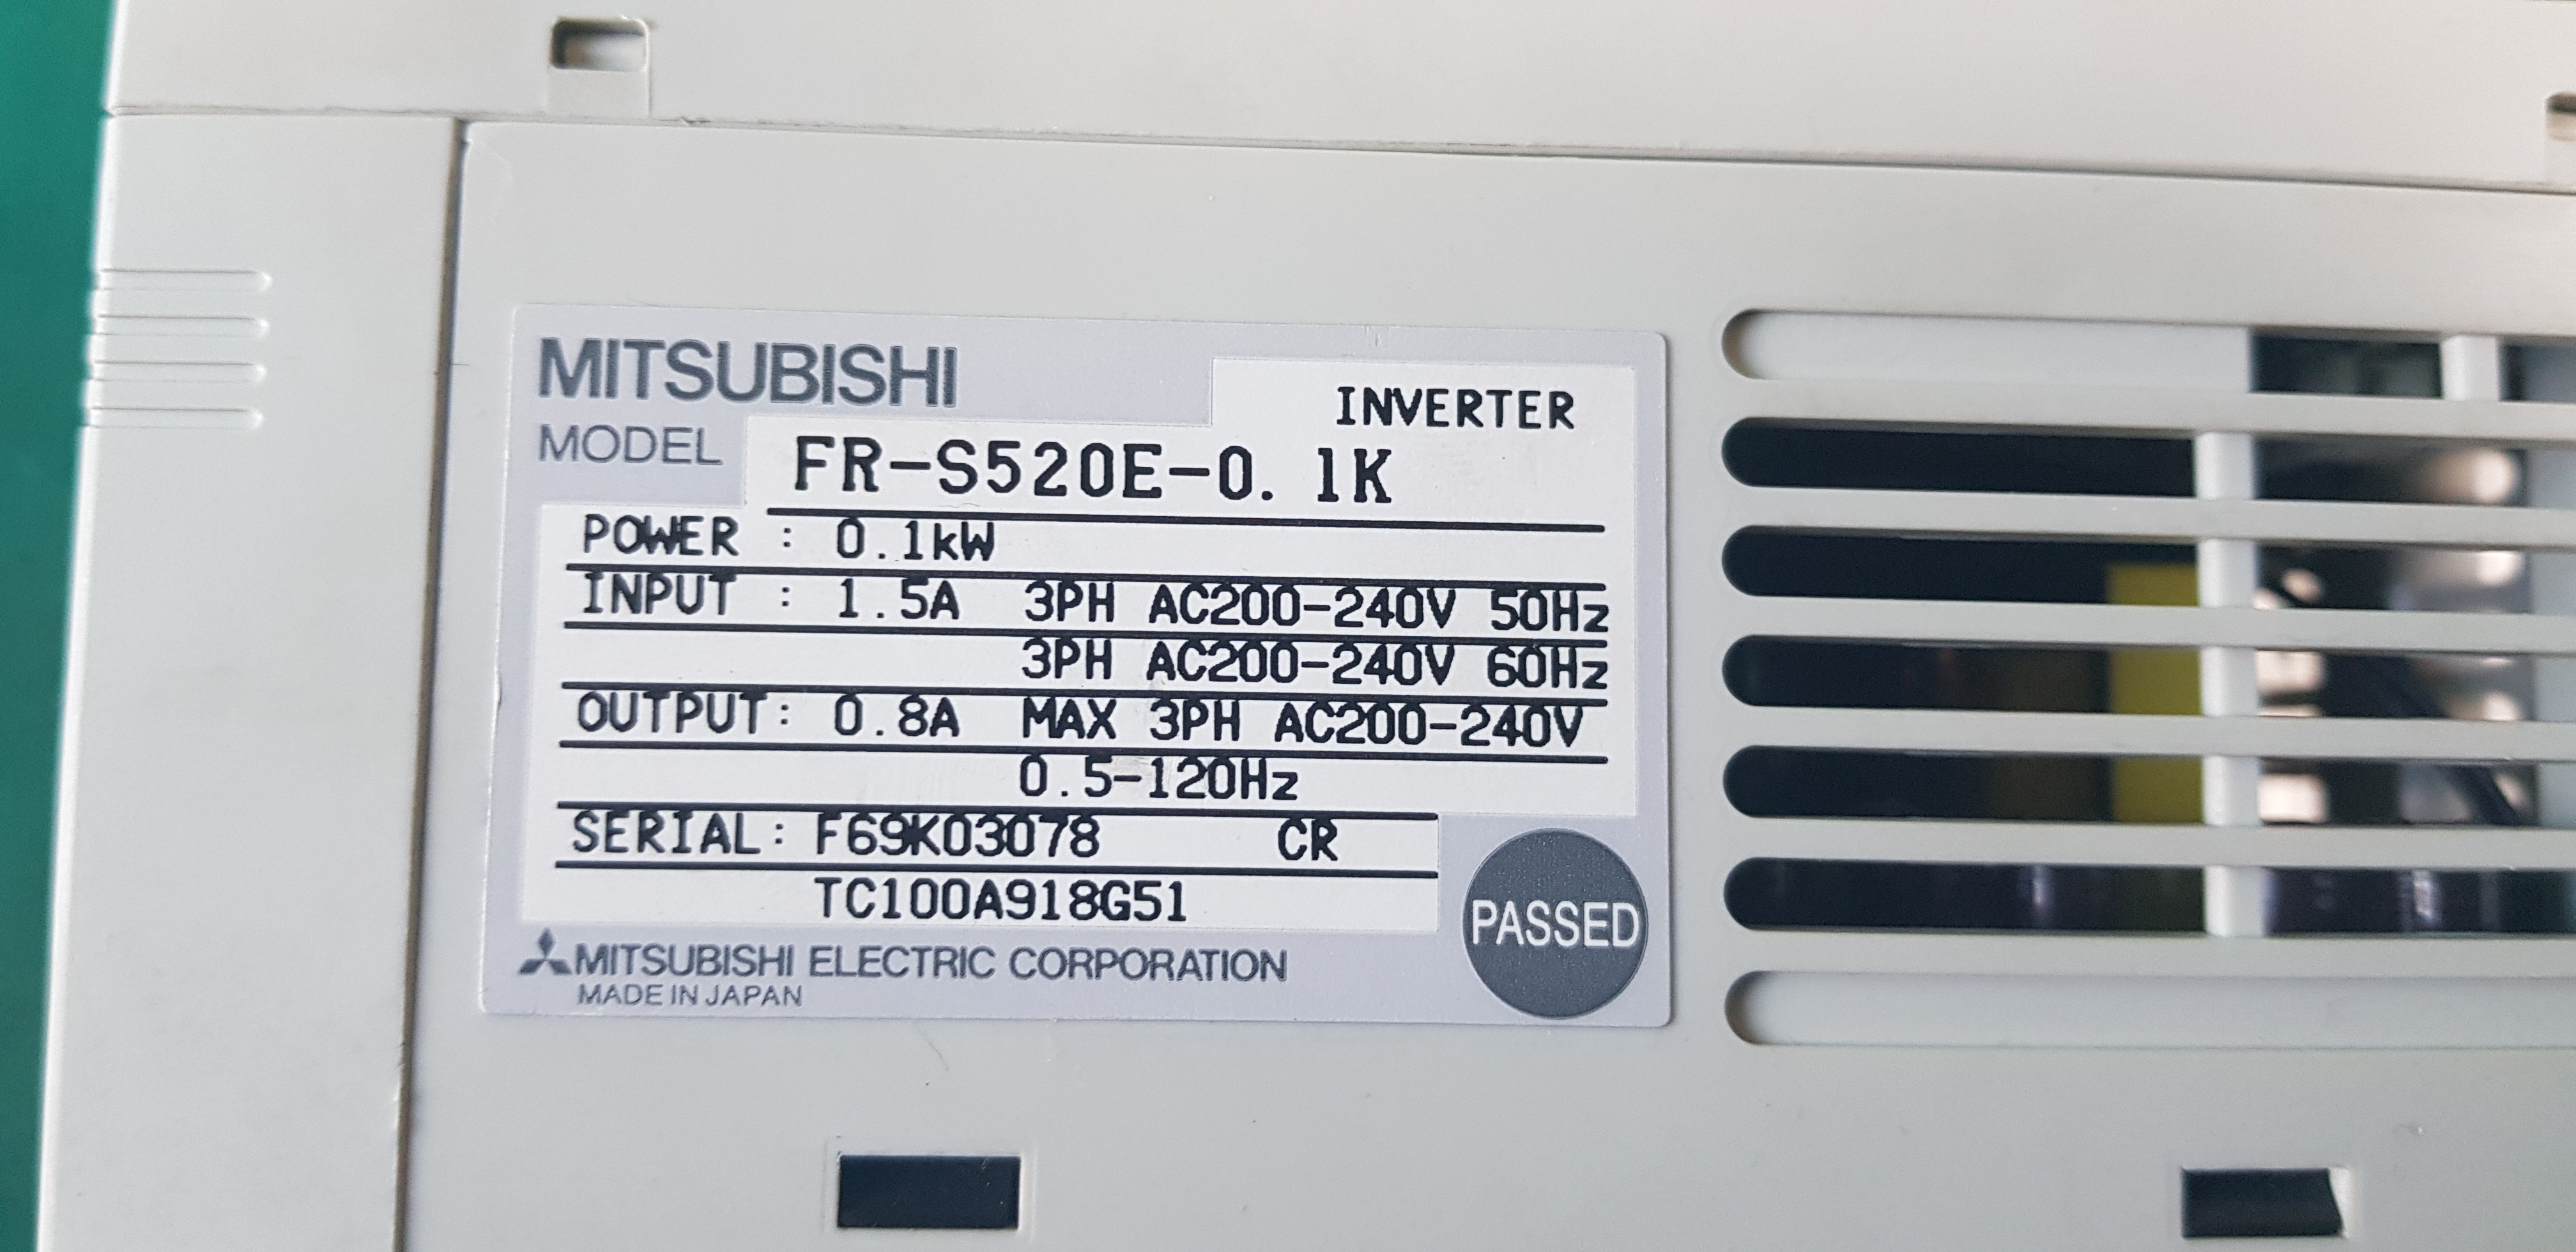 MITSUBISHI
INVERTER
MODEL FR-S520E-0.1K
POWER : 0.1kW
INPUT : 1.5A 3PH AC200-240V 50Hz
3PH AC200-240V 60Hz
OUTPUT: 0.8A MAX 3PH AC200-240V
0.5-120Hz
SERIAL: F69K03078 CR
TC100A918G51
PASSED
MITSUBISHI ELECTRIC CORPORATION
MADE IN JAPAN